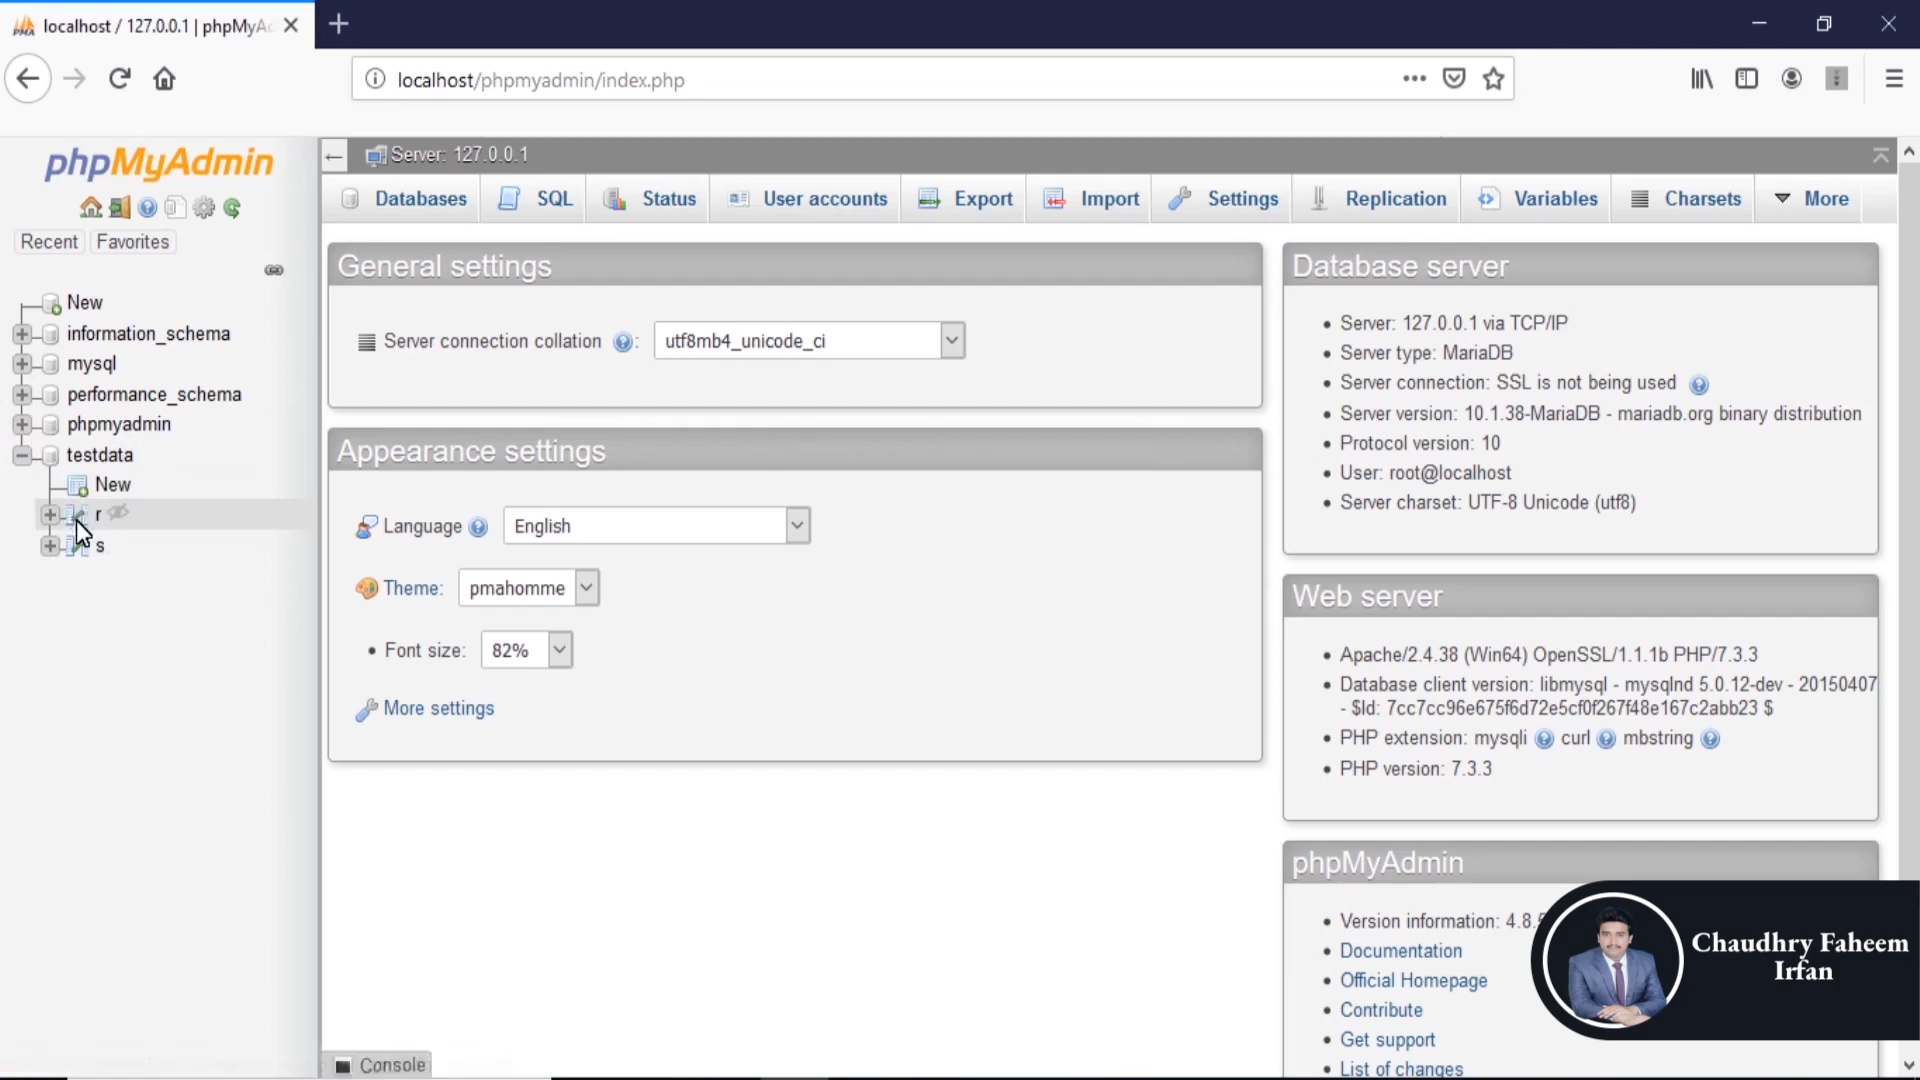 localhost / 127.0.0.1 | phpMyAc
localhost/phpmyadmin/index.php
phpMyAdmin
Recent
Favorites
New
information_schema
mysql
performance_schema
phpmyadmin
testdata
New
r
s
Server: 127.0.0.1
Databases
SQL
Status
User accounts
Export
Import
Settings
Replication
Variables
Charsets
More
General settings
Server connection collation :
utf8mb4_unicode_ci
Appearance settings
Language
English
Theme:
pmahomme
Font size:
82%
More settings
Database server
Server: 127.0.0.1 via TCP/IP
Server type: MariaDB
Server connection: SSL is not being used
Server version: 10.1.38-MariaDB - mariadb.org binary distribution
Protocol version: 10
User: root@localhost
Server charset: UTF-8 Unicode (utf8)
Web server
Apache/2.4.38 (Win64) OpenSSL/1.1.1b PHP/7.3.3
Database client version: libmysql - mysqlnd 5.0.12-dev - 20150407
- $Id: 7cc7cc96e675f6d72e5cf0f267f48e167c2abb23 $
PHP extension: mysqli curl mbstring
PHP version: 7.3.3
phpMyAdmin
Version information: 4.8.
Documentation
Official Homepage
Contribute
Get support
List of changes
Console
Chaudhry Faheem
Irfan